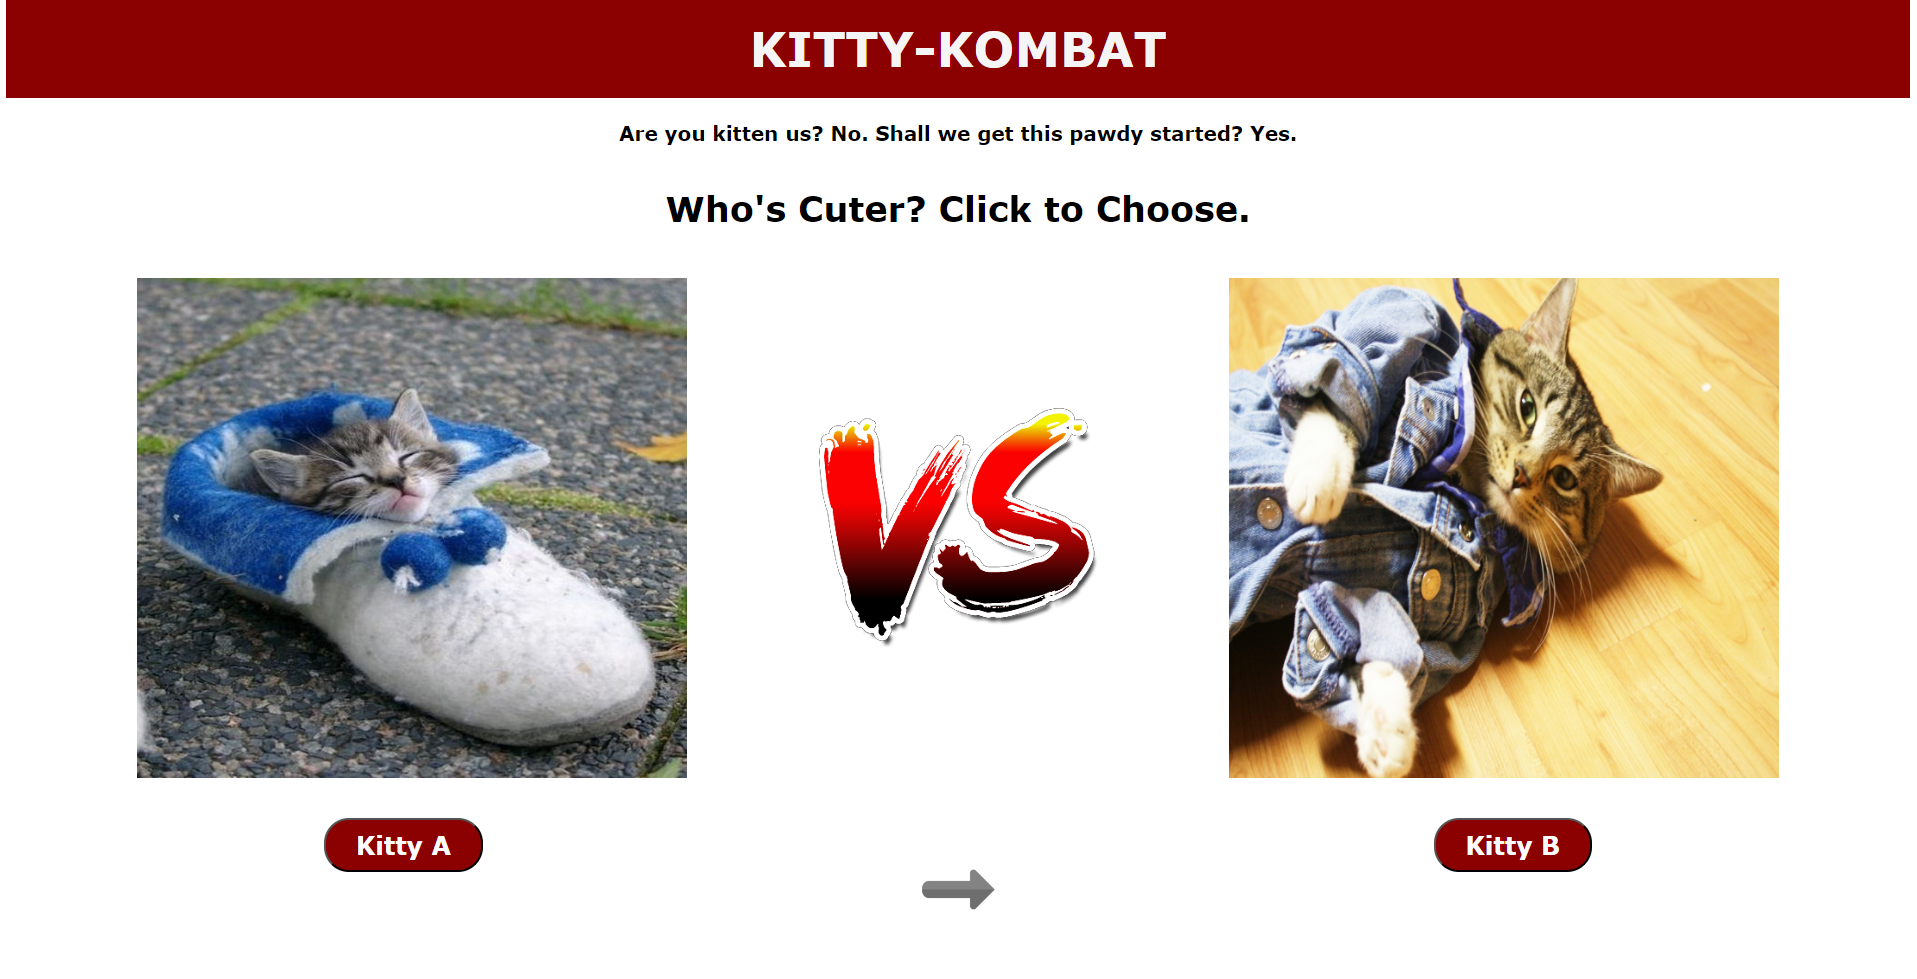 KITTY-KOMBAT
Are you kitten us? No. Shall we get this pawdy started? Yes.
Who's Cuter? Click to Choose.
VS
Kitty A
Kitty B